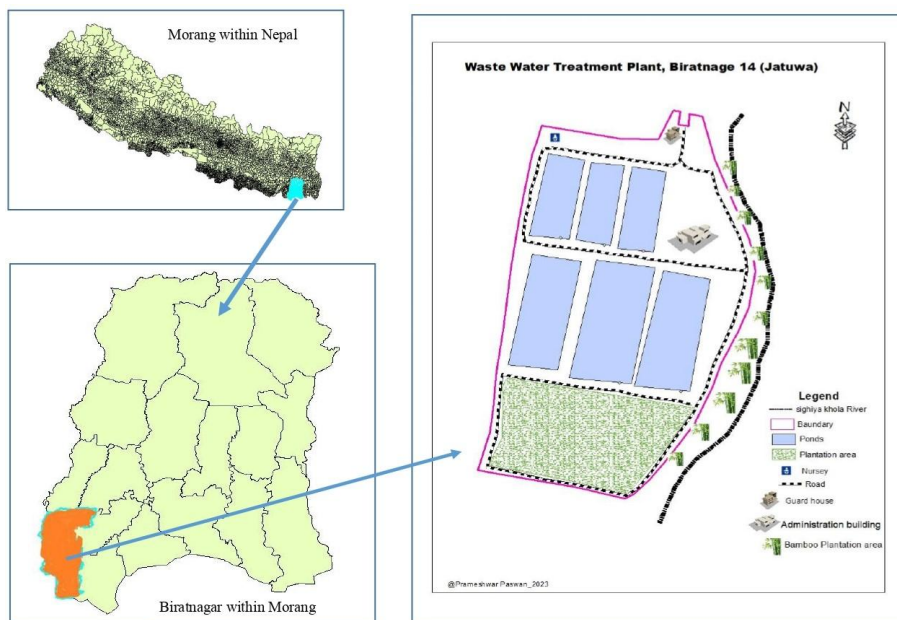 Morang within Nepal
Biratnagar within Morang
Waste Water Treatment Plant, Biratnage 14 (Jatuwa)
N
Legend
sighiya khola River
Baundary
Ponds
Plantation area
Nursey
Road
Guard house
Administration building
Bamboo Plantation area
@Prameshwar Paswan_2023